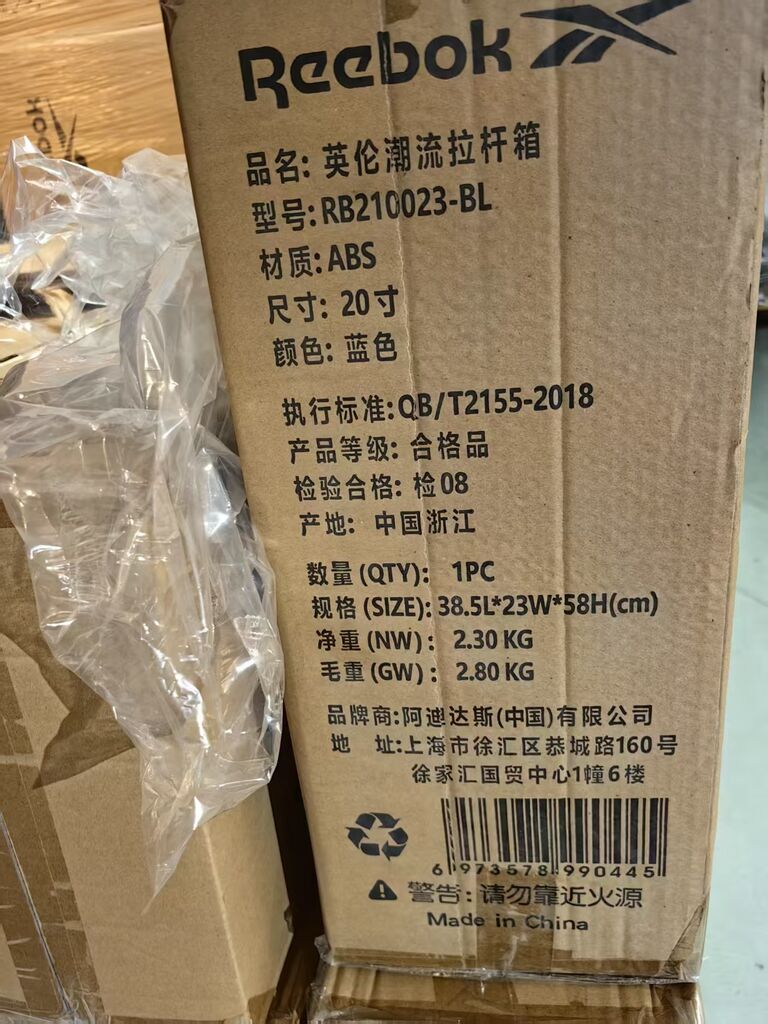 Reebok
品名: 英伦潮流拉杆箱
型号: RB210023-BL
材质: ABS
尺寸: 20寸
颜色: 蓝色
执行标准: QB/T2155-2018
产品等级: 合格品
检验合格: 检08
产地: 中国浙江
数量 (QTY): 1PC
规格 (SIZE): 38.5L*23W*58H(cm)
净重 (NW): 2.30 KG
毛重 (GW): 2.80 KG
品牌商:阿迪达斯(中国)有限公司
地 址:上海市徐汇区恭城路160号
徐家汇国贸中心1幢6楼
6 973578 990445
警告: 请勿靠近火源
Made in China